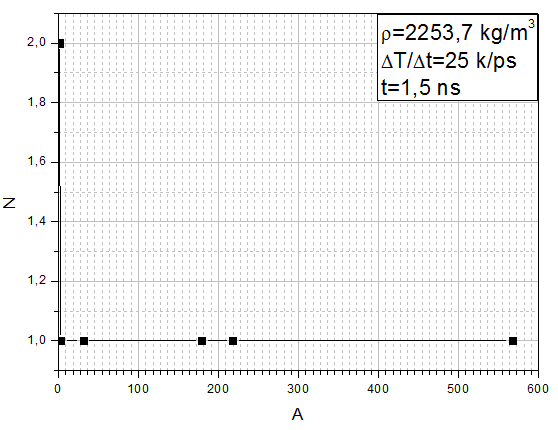 ρ=2253,7 kg/m³
ΔT/Δt=25 k/ps
t=1,5 ns
2,0
1,8
1,6
1,4
1,2
1,0
N
0 100 200 300 400 500 600
A